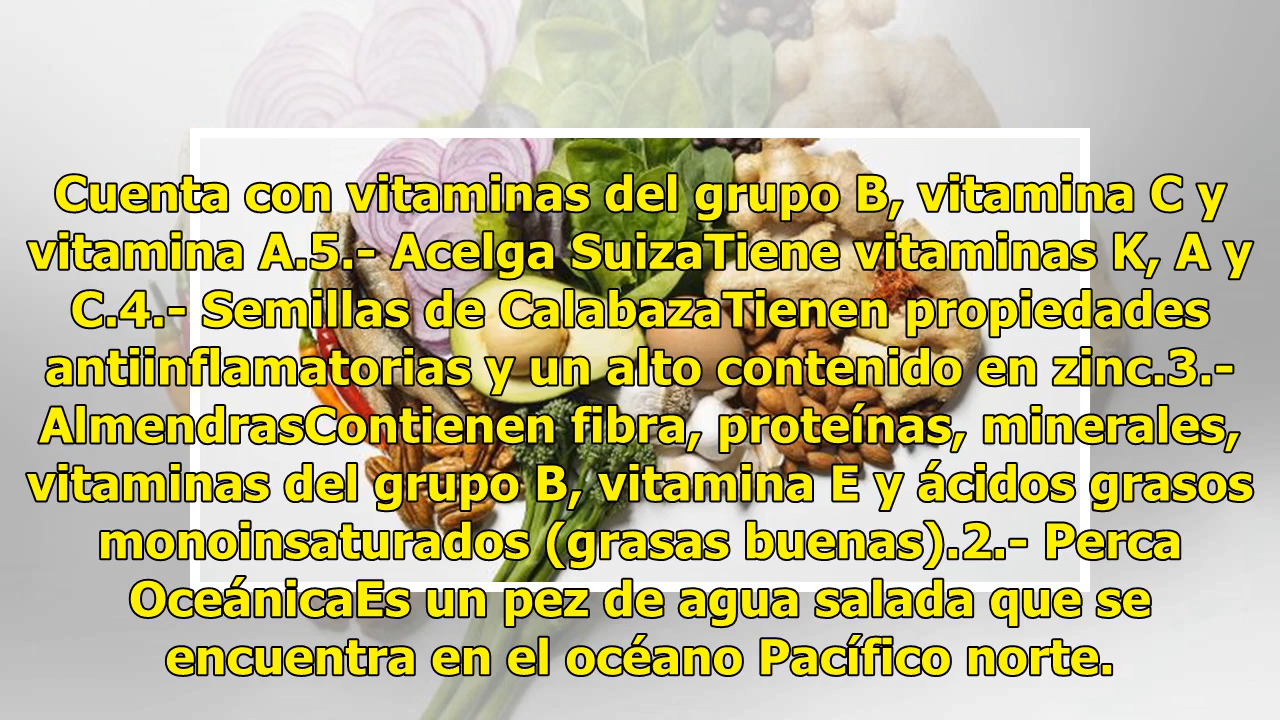 Cuenta con vitaminas del grupo B, vitamina C y
vitamina A.5.- Acelga SuizaTiene vitaminas K, A y
C.4.- Semillas de CalabazaTienen propiedades
antiinflamatorias y un alto contenido en zinc.3.-
AlmendrasContienen fibra, proteínas, minerales,
vitaminas del grupo B, vitamina E y ácidos grasos
monoinsaturados (grasas buenas).2.- Perca
OceánicaEs un pez de agua salada que se
encuentra en el océano Pacífico norte.